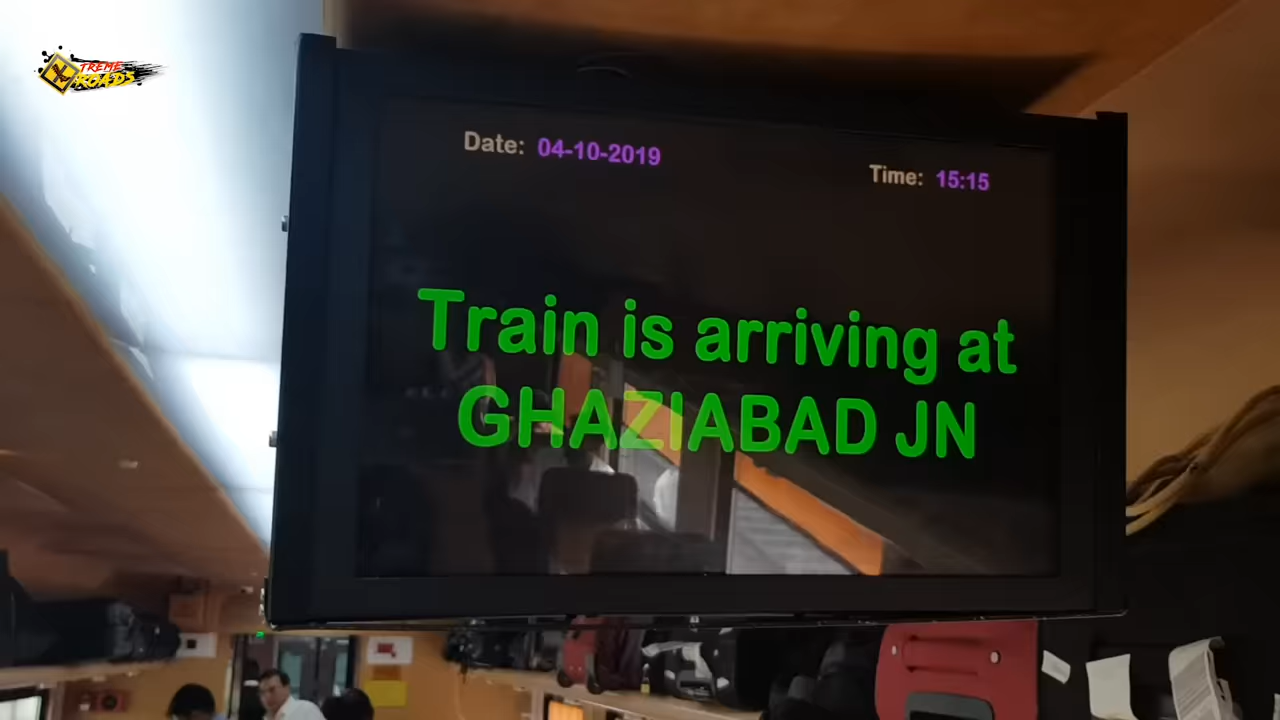 XTREME
ROADS
Date: 04-10-2019
Time: 15:15
Train is arriving at
GHAZIABAD JN